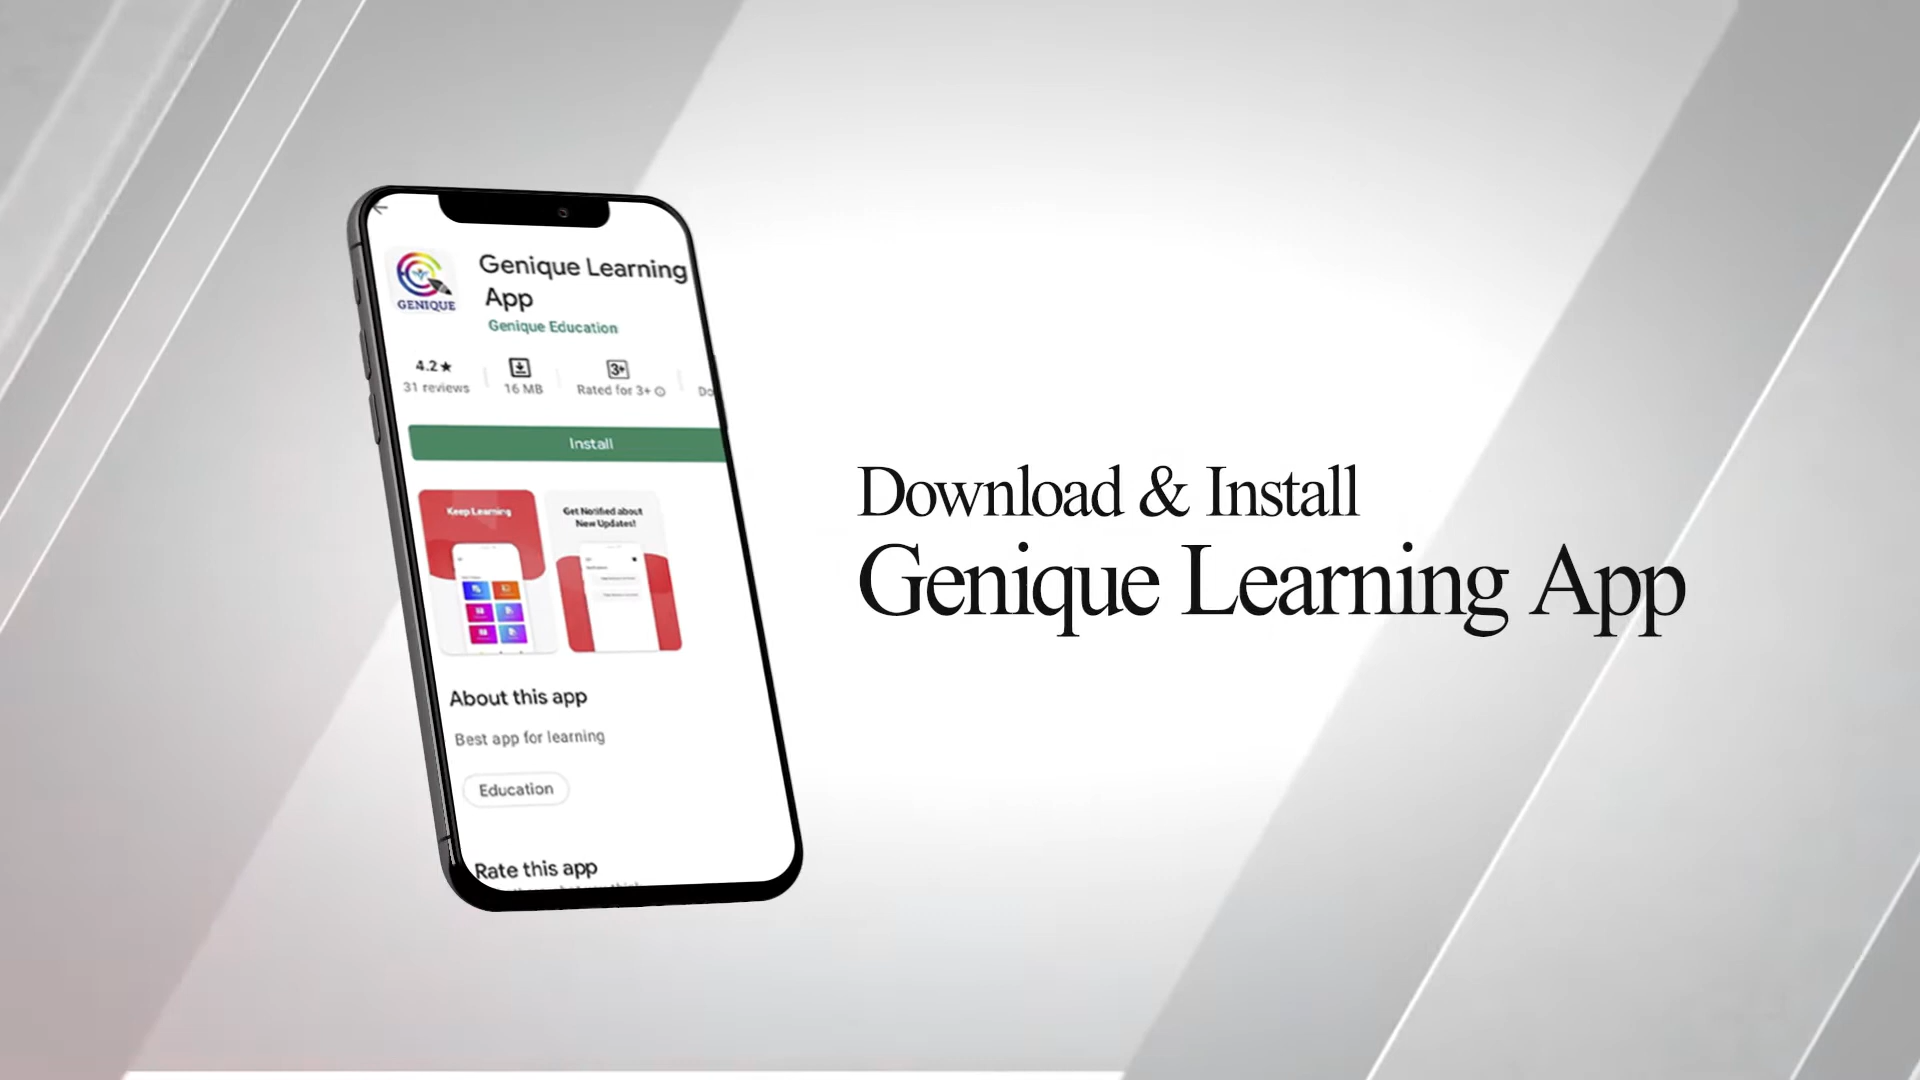 Genique Learning
App
Genique Education
GENIQUE
4.2★
31 reviews
16 MB
3+
Rated for 3+
Install
Keep Learning
Get Notified about
New Updates!
About this app
Best app for learning
Education
Rate this app
Download & Install
Genique Learning App